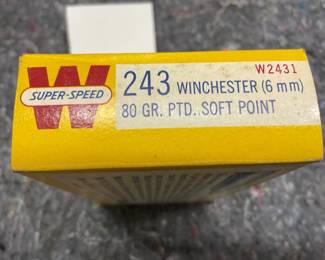 W
SUPER-SPEED
W2431
243 WINCHESTER (6 mm)
80 GR. PTD. SOFT POINT